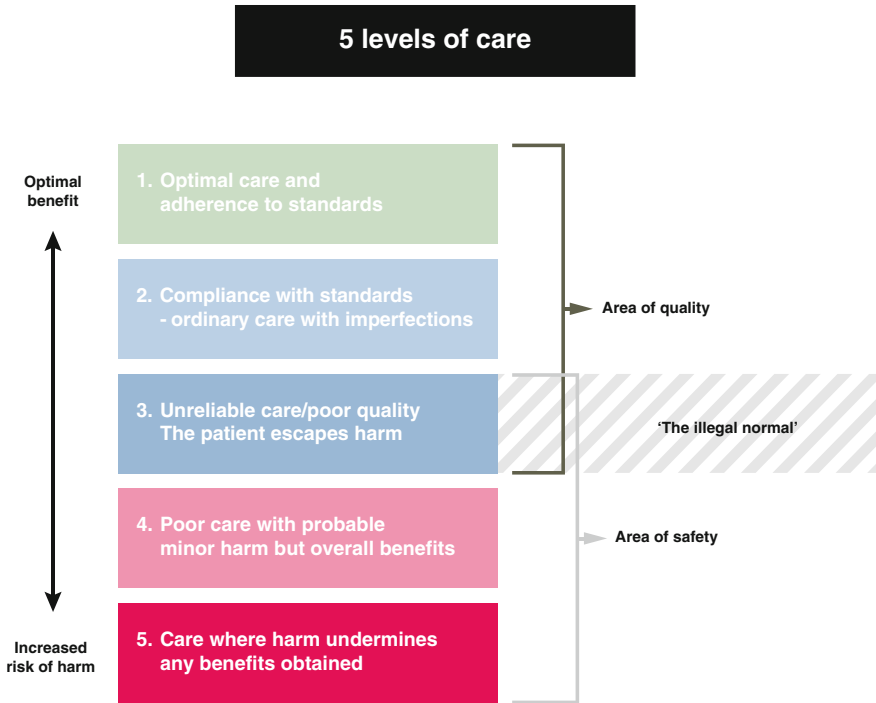 5 levels of care
Optimal
benefit
1. Optimal care and
adherence to standards
2. Compliance with standards
- ordinary care with imperfections
Area of quality
3. Unreliable care/poor quality
The patient escapes harm
‘The illegal normal’
4. Poor care with probable
minor harm but overall benefits
Area of safety
Increased
risk of harm
5. Care where harm undermines
any benefits obtained